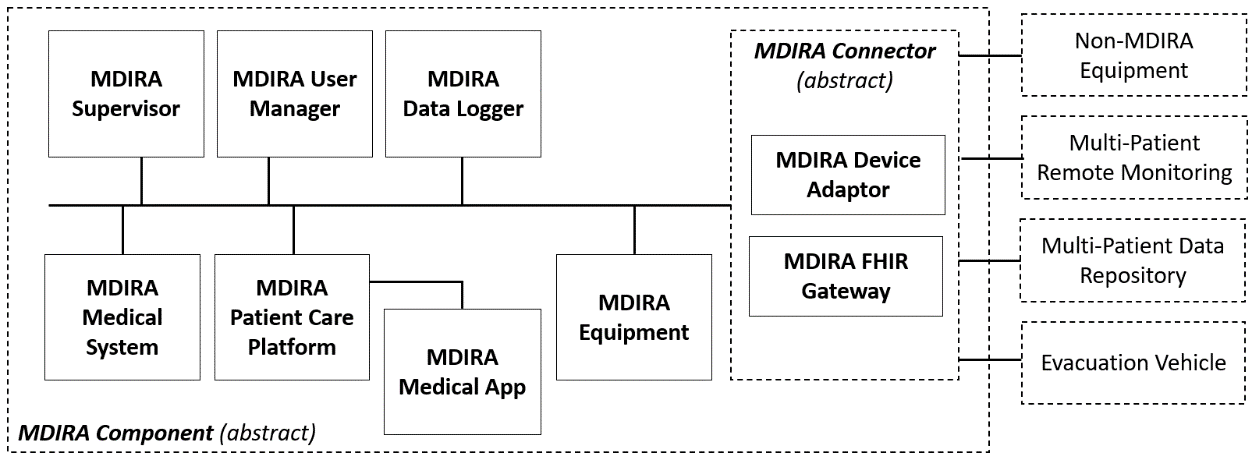 MDIRA
Supervisor
MDIRA User
Manager
MDIRA
Data Logger
MDIRA Connector
(abstract)
MDIRA Device
Adaptor
MDIRA FHIR
Gateway
Non-MDIRA
Equipment
Multi-Patient
Remote Monitoring
Multi-Patient Data
Repository
Evacuation Vehicle
MDIRA
Medical
System
MDIRA
Patient Care
Platform
MDIRA
Medical App
MDIRA
Equipment
MDIRA Component (abstract)